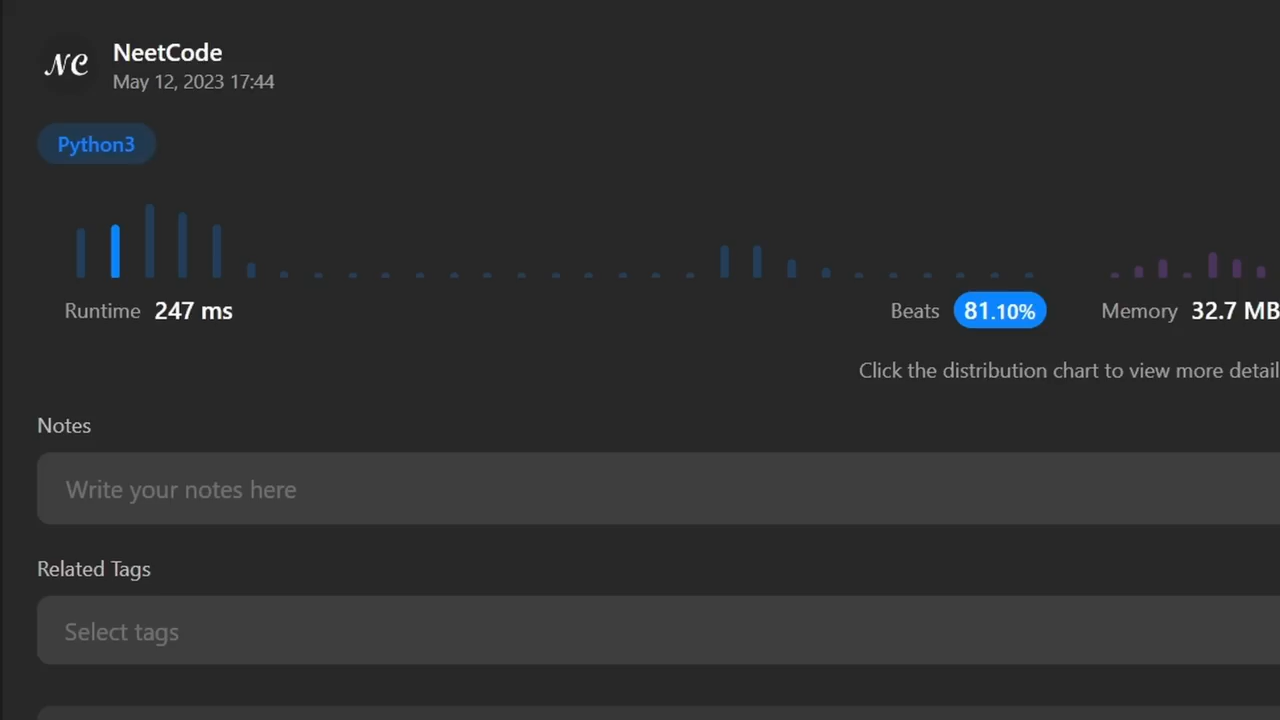 NC
NeetCode
May 12, 2023 17:44
Python3
Runtime 247 ms
Beats 81.10%
Memory 32.7 MB
Click the distribution chart to view more detail
Notes
Write your notes here
Related Tags
Select tags